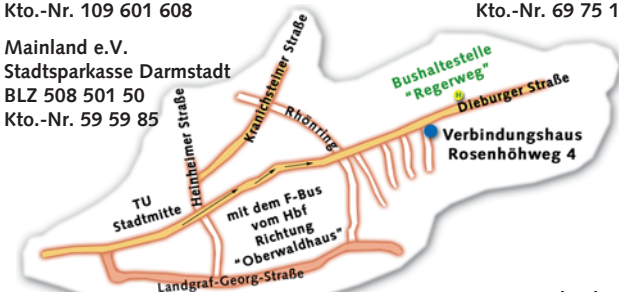 Kto.-Nr. 109 601 608
Kto.-Nr. 69 75 1
Mainland e.V.
Stadtsparkasse Darmstadt
BLZ 508 501 50
Kto.-Nr. 59 59 85
Heinheimer Straße
Kranichsteiner Straße
Rhönring
Bushaltestelle
"Regerweg"
H
Dieburger Straße
Verbindungshaus
Rosenhöhweg 4
TU
Stadtmitte
mit dem F-Bus
vom Hbf
Richtung
"Oberwaldhaus"
Landgraf-Georg-Straße